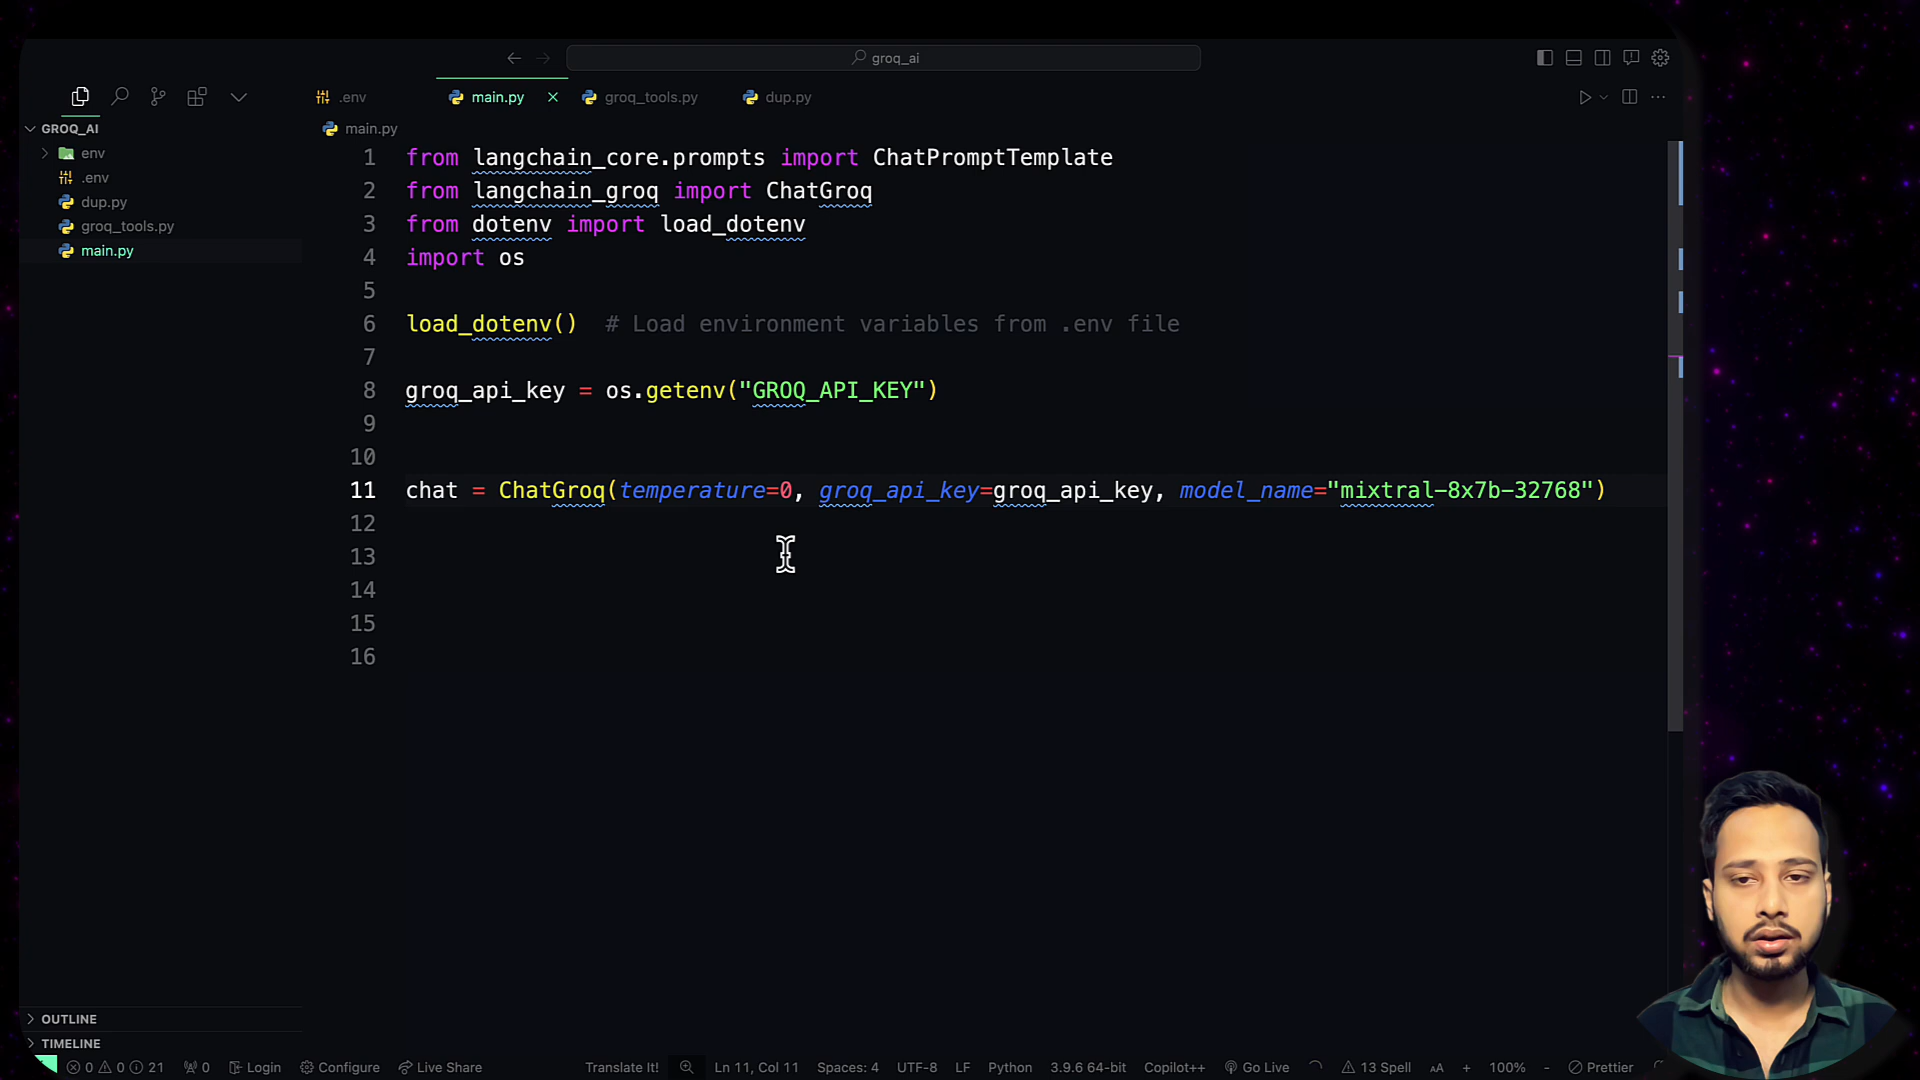 groq_ai
.env
main.py
groq_tools.py
dup.py
GROQ_AI
env
.env
dup.py
groq_tools.py
main.py
main.py
1 from langchain_core.prompts import ChatPromptTemplate
2 from langchain_groq import ChatGroq
3 from dotenv import load_dotenv
4 import os
5
6 load_dotenv()  # Load environment variables from .env file
7
8 groq_api_key = os.getenv("GROQ_API_KEY")
9
10
11 chat = ChatGroq(temperature=0, groq_api_key=groq_api_key, model_name="mixtral-8x7b-32768")
12
13
14
15
16
OUTLINE
TIMELINE
0 0 21 0 Login Configure Live Share Translate It! Ln 11, Col 11 Spaces: 4 UTF-8 LF Python 3.9.6 64-bit Copilot++ Go Live 13 Spell AA + 100% - Prettier